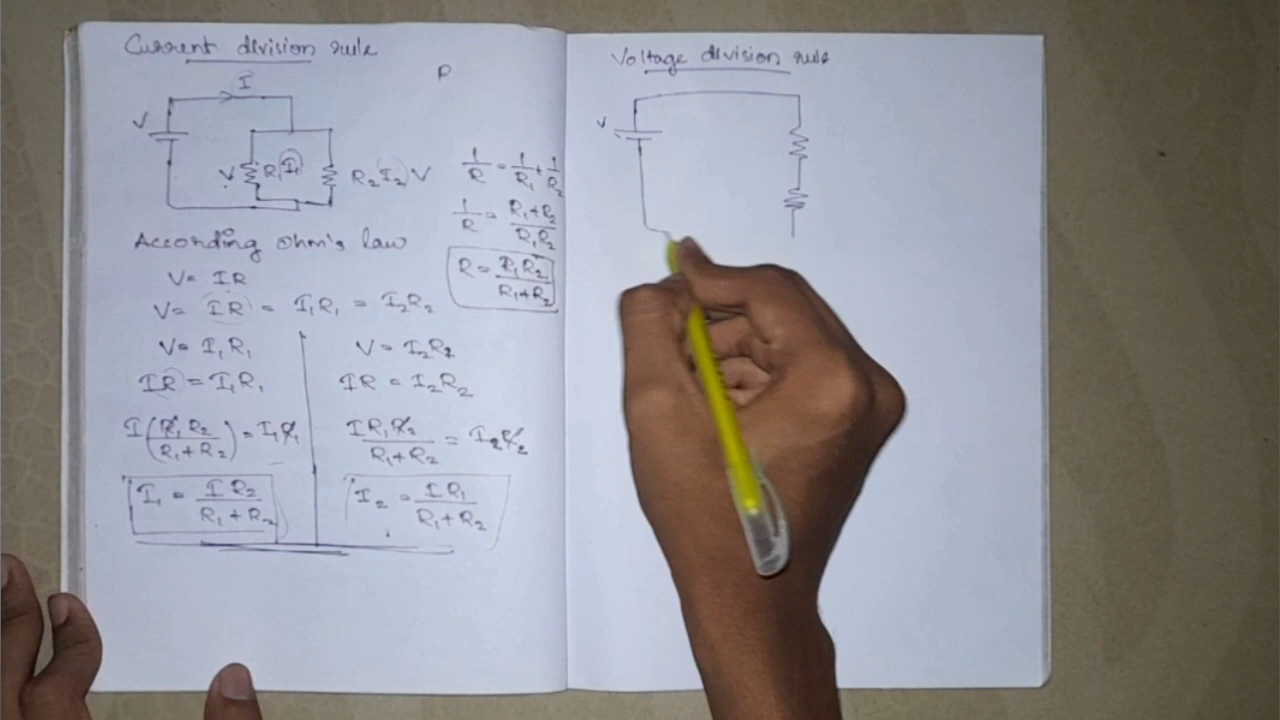 Current division rule
P
I
V
V R₁ I₁ R₂ I₂ V
1/R = 1/R₁ + 1/R₂
1/R = R₁+R₂/R₁R₂
R = R₁R₂/R₁+R₂
According ohm's law
V = IR
V = IR = I₁R₁ = I₂R₂
V = I₁R₁
IR = I₁R₁
I(R₁R₂/R₁+R₂) = I₁R₁
I₁ = IR₂/R₁+R₂
V = I₂R₂
IR = I₂R₂
IR₁R₂/R₁+R₂ = I₂R₂
I₂ = IR₁/R₁+R₂
Voltage division rule
V